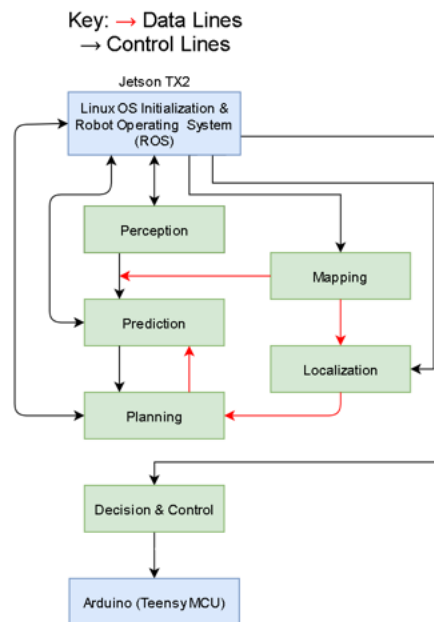 Key: → Data Lines
→ Control Lines
Jetson TX2
Linux OS Initialization &
Robot Operating System
(ROS)
Perception
Mapping
Prediction
Localization
Planning
Decision & Control
Arduino (Teensy MCU)